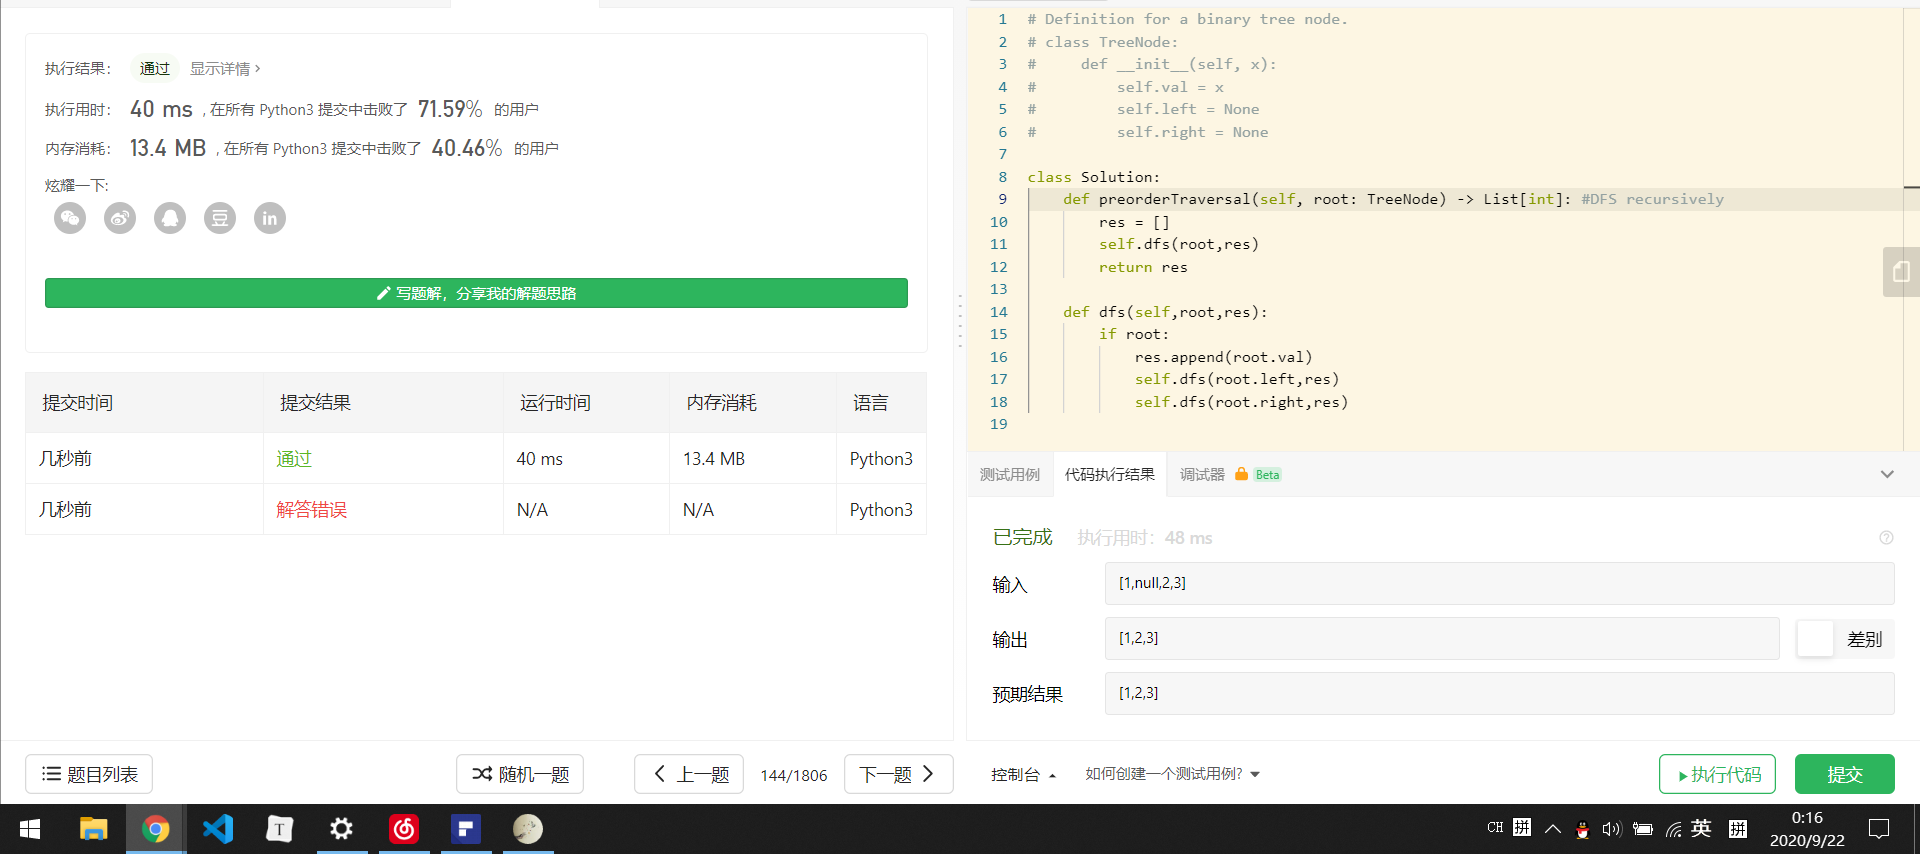 执行结果： 通过 显示详情 ›
执行用时： 40 ms , 在所有 Python3 提交中击败了 71.59% 的用户
内存消耗： 13.4 MB , 在所有 Python3 提交中击败了 40.46% 的用户
炫耀一下:
写题解，分享我的解题思路
提交时间 提交结果 运行时间 内存消耗 语言
几秒前 通过 40 ms 13.4 MB Python3
几秒前 解答错误 N/A N/A Python3
题目列表 随机一题 上一题 144/1806 下一题
1 # Definition for a binary tree node.
2 # class TreeNode:
3 #     def __init__(self, x):
4 #         self.val = x
5 #         self.left = None
6 #         self.right = None
7
8 class Solution:
9     def preorderTraversal(self, root: TreeNode) -> List[int]: #DFS recursively
10         res = []
11         self.dfs(root,res)
12         return res
13
14     def dfs(self,root,res):
15         if root:
16             res.append(root.val)
17             self.dfs(root.left,res)
18             self.dfs(root.right,res)
19
测试用例 代码执行结果 调试器 Beta
已完成 执行用时：48 ms
输入 [1,null,2,3]
输出 [1,2,3] 差别
预期结果 [1,2,3]
控制台 如何创建一个测试用例? 执行代码 提交
T CH 拼 英 拼 0:16
2020/9/22